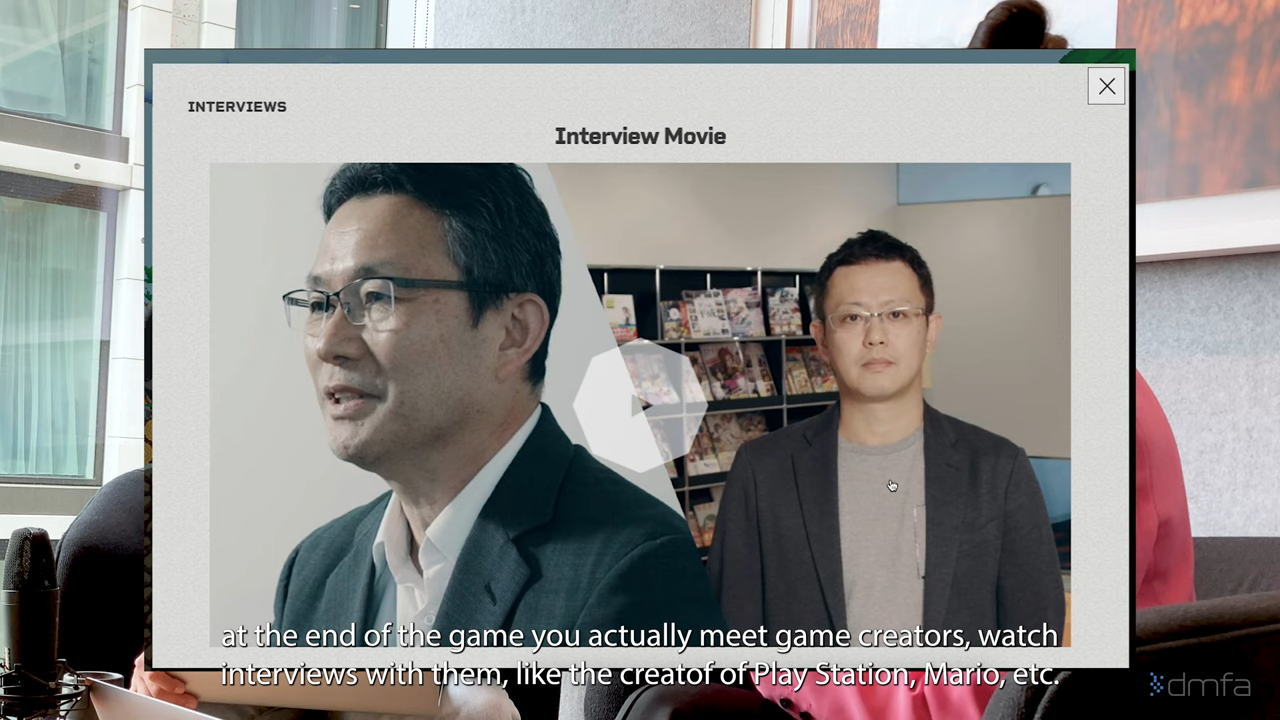 INTERVIEWS
Interview Movie
at the end of the game you actually meet game creators, watch
interviews with them, like the creatof of Play Station, Mario, etc.
dmfa